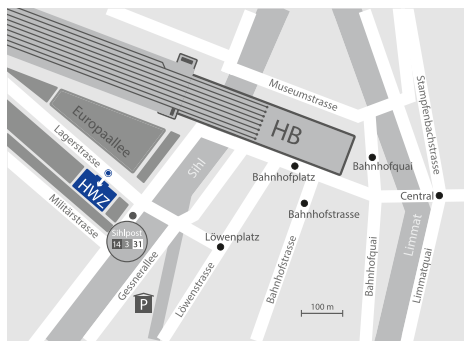 Museumstrasse
Stampfenbachstrasse
Europaallee
HB
Lagerstrasse
Sihl
Bahnhofplatz
Bahnhofquai
HWZ
Central
Militärstrasse
Bahnhofstrasse
Sihlpost
14 3 31
Löwenplatz
Limmat
Gessnerallee
Löwenstrasse
Bahnhofstrasse
Bahnhofquai
Limmatquai
P
100 m